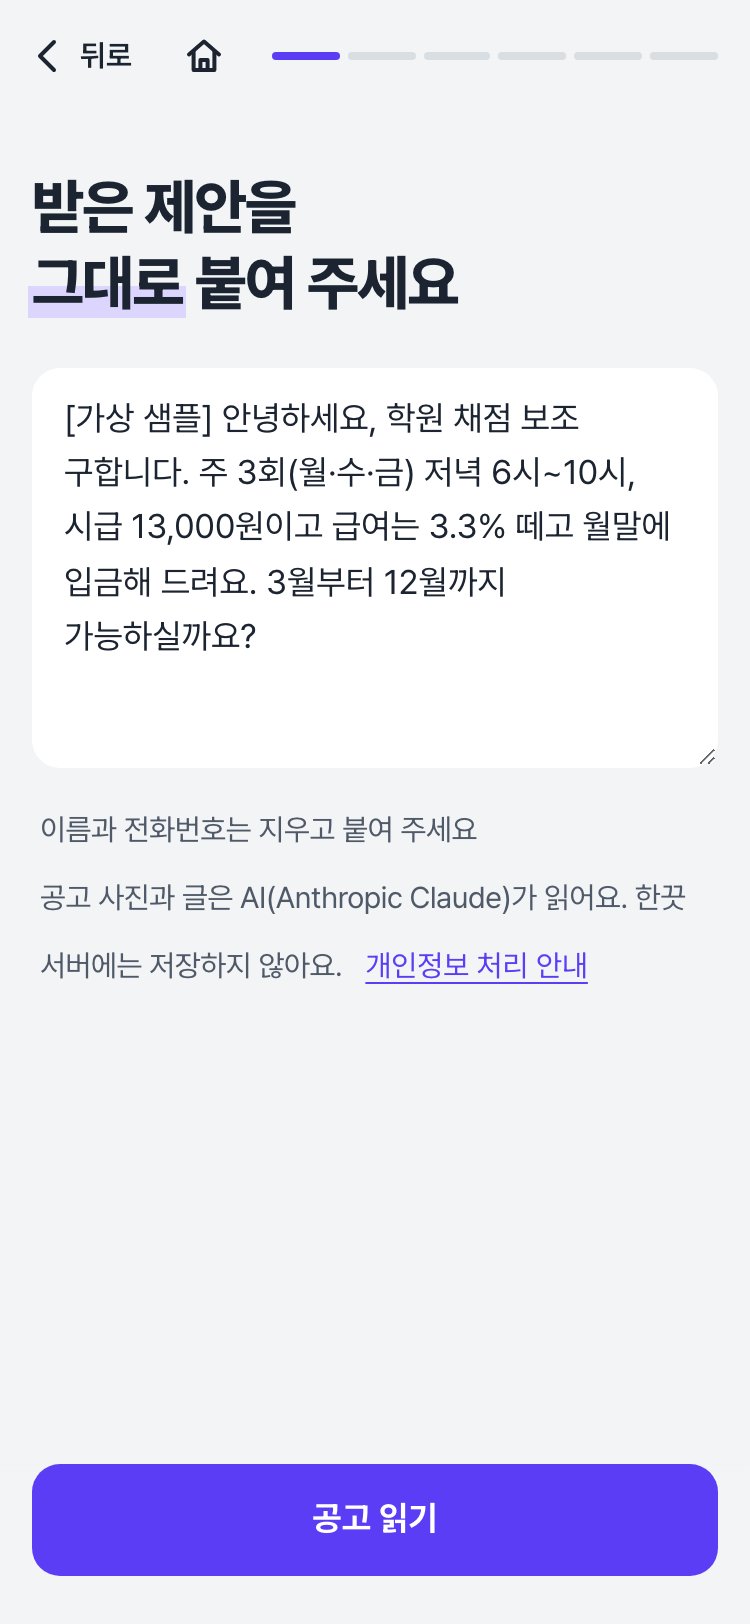 뒤로
받은 제안을
그대로 붙여 주세요
[가상 샘플] 안녕하세요, 학원 채점 보조
구합니다. 주 3회(월·수·금) 저녁 6시~10시,
시급 13,000원이고 급여는 3.3% 떼고 월말에
입금해 드려요. 3월부터 12월까지
가능하실까요?
이름과 전화번호는 지우고 붙여 주세요
공고 사진과 글은 AI(Anthropic Claude)가 읽어요. 한끗
서버에는 저장하지 않아요. 개인정보 처리 안내
공고 읽기